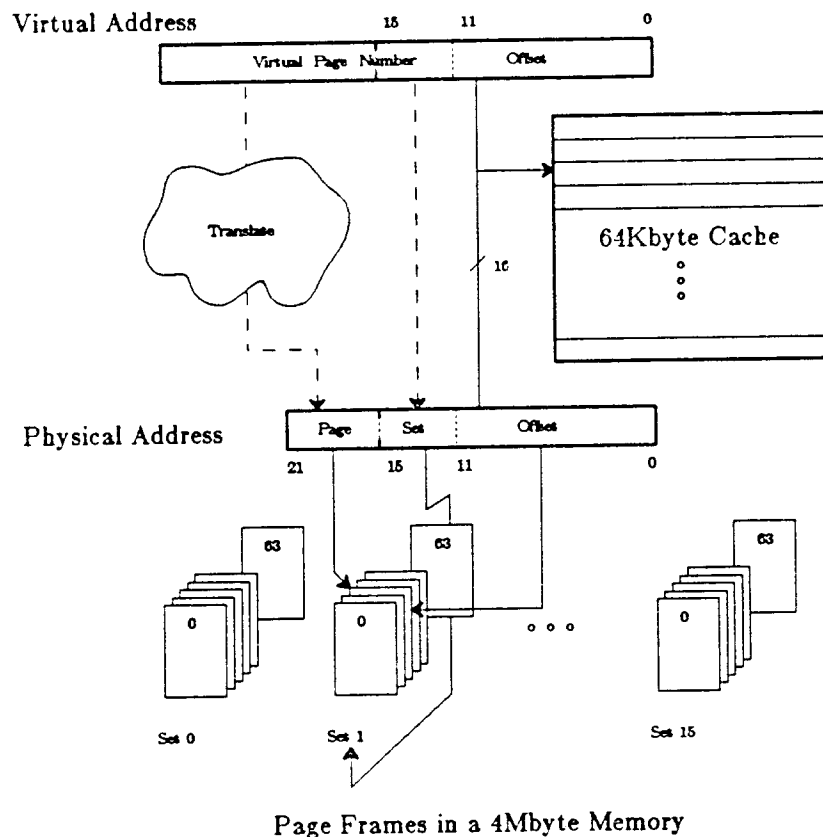 Virtual Address
15 11 0
Virtual Page Number Offset
Translate
64Kbyte Cache
16
Physical Address
Page Set Offset
21 15 11 0
63 63 63
0 0 0
Set 0 Set 1 Set 15
Page Frames in a 4Mbyte Memory